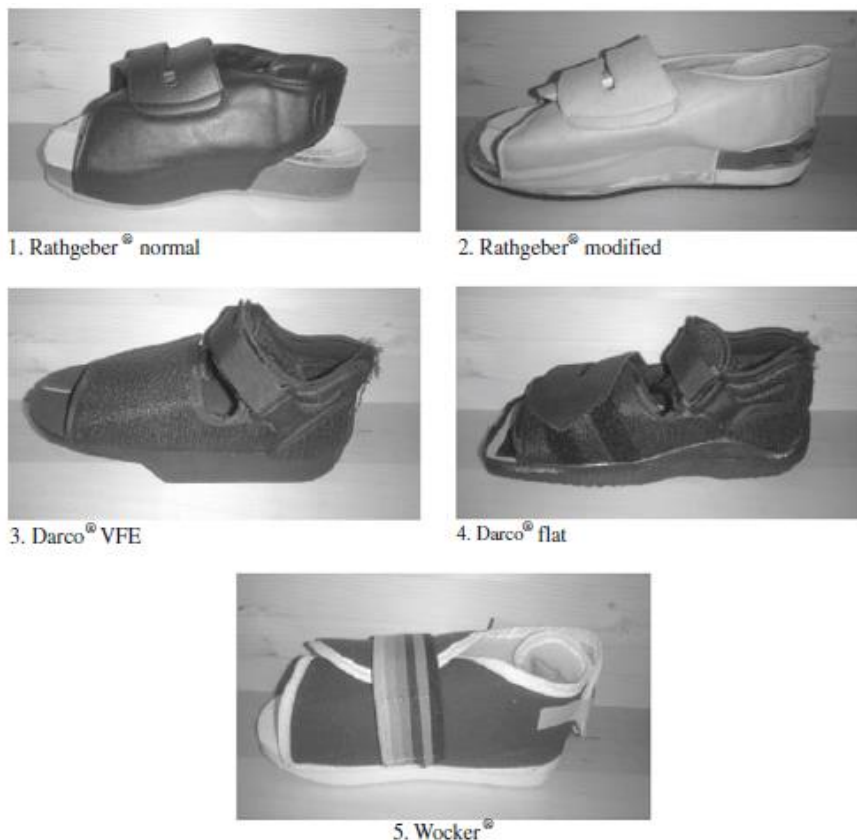 1. Rathgeber® normal
2. Rathgeber® modified
3. Darco® VFE
4. Darco® flat
5. Wocker®